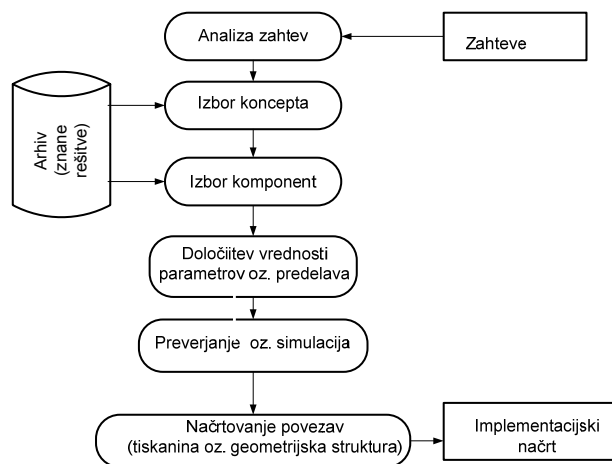 Analiza zahtev
Zahteve
Izbor koncepta
Arhiv
(znane
rešitve)
Izbor komponent
Določiitev vrednosti
parametrov oz. predelava
Preverjanje oz. simulacija
Načrtovanje povezav
(tiskanina oz. geometrijska struktura)
Implementacijski
načrt